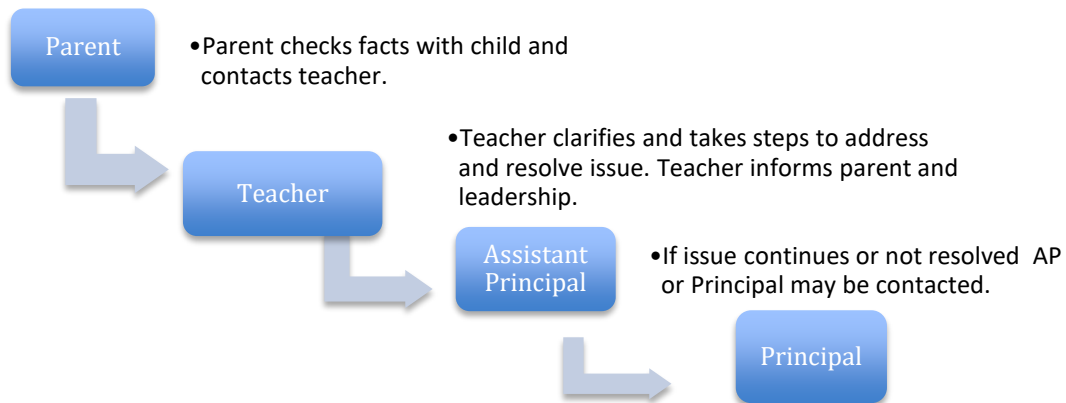 Parent
•Parent checks facts with child and
contacts teacher.
Teacher
•Teacher clarifies and takes steps to address
and resolve issue. Teacher informs parent and
leadership.
Assistant
Principal
•If issue continues or not resolved  AP
or Principal may be contacted.
Principal